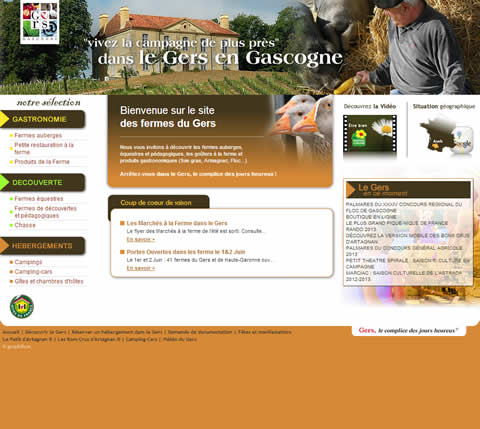 Gers
GASCOGNE
"vivez la campagne de plus près"
dans le Gers en Gascogne
notre sélection
GASTRONOMIE
Fermes auberges
Petite restauration à la
ferme
Produits de la Ferme
DECOUVERTE
Fermes équestres
Fermes de découvertes
et pédagogiques
Chasse
HEBERGEMENTS
Campings
Camping-cars
Gîtes et chambres d'hôtes
Bienvenue sur le site
des fermes du Gers
Nous vous invitons à découvrir les fermes auberges,
équestres et pédagogiques, les goûters à la ferme et
produits gastronomiques (foie gras, Armagnac, Floc...).
Arrêtez-vous dans le Gers, le complice des jours heureux !
Coup de coeur de saison
Les Marchés à la Ferme dans le Gers
Le flyer des Marchés à la ferme de l'été est sorti. Consulte...
En savoir +
Portes Ouvertes dans les ferme le 1&2 Juin
Le 1er et 2 Juin : 41 fermes du Gers et de Haute-Garonne ouv...
En savoir +
Découvrez la Vidéo
Situation géographique
Le Gers
en ce moment
PALMARES DU XXXIV CONCOURS REGIONAL DU
FLOC DE GASCOGNE
BOUTIQUE EN LIGNE
LE PLUS GRAND PIQUE-NIQUE DE FRANCE
RANDO 2013
DÉCOUVREZ LA VERSION MOBILE DES BONS CRUS
D'ARTAGNAN
PALMARES DU CONCOURS GÉNÉRAL AGRICOLE
2013
PETIT THEATRE SPIRALE : SAISON CULTURE EN
CAMPAGNE
MARCIAC : SAISON CULTURELLE DE L'ASTRADA
2012-2013
Gers, le complice des jours heureux"
Accueil | Découvrir le Gers | Réserver un hébergement dans le Gers | Demande de documentation | Fêtes et manifestations
Le Petit d'Artagnan ® | Les Bons Crus d'Artagnan ® | Camping-Cars | Météo du Gers